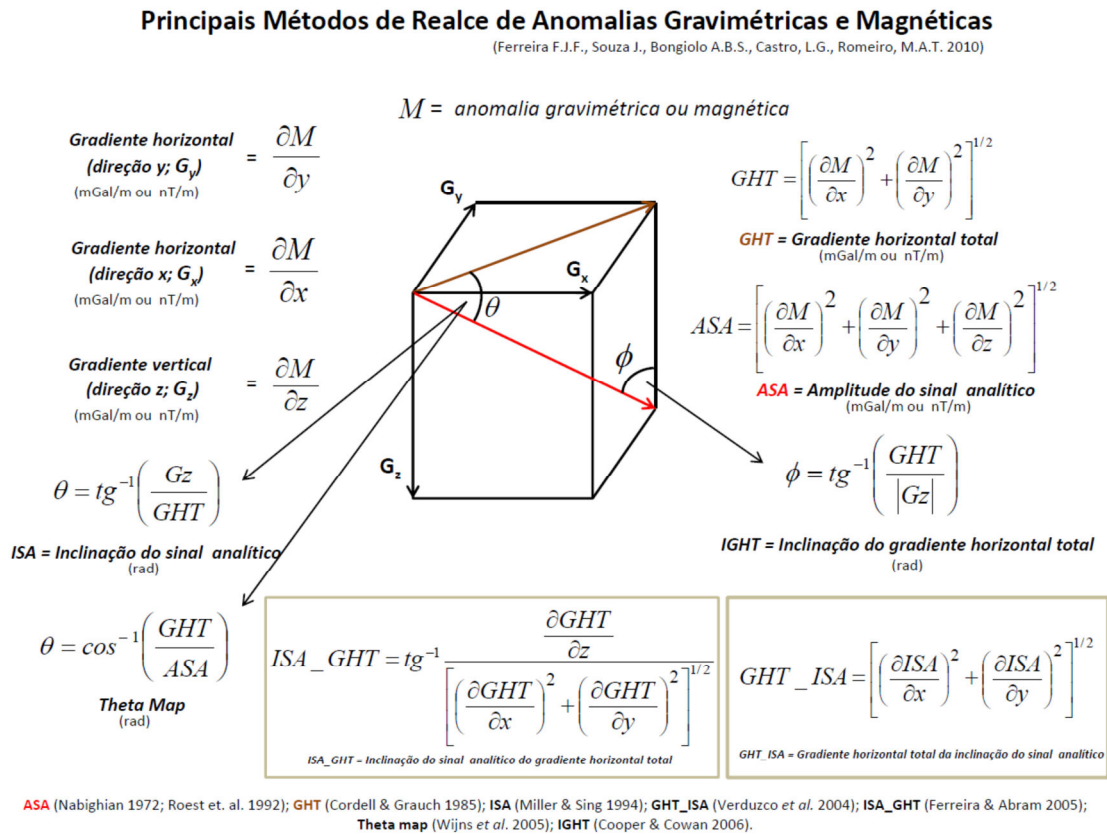 Principais Métodos de Realce de Anomalias Gravimétricas e Magnéticas
(Ferreira F.J.F., Souza J., Bongiolo A.B.S., Castro, L.G., Romeiro, M.A.T. 2010)
M = anomalia gravimétrica ou magnética
Gradiente horizontal
(direção y; G_y) = ∂M/∂y
(mGal/m ou nT/m)
Gradiente horizontal
(direção x; G_x) = ∂M/∂x
(mGal/m ou nT/m)
Gradiente vertical
(direção z; G_z) = ∂M/∂z
(mGal/m ou nT/m)
G_y
G_x
θ
ϕ
G_z
GHT = [(∂M/∂x)^2 + (∂M/∂y)^2]^1/2
GHT = Gradiente horizontal total
(mGal/m ou nT/m)
ASA = [(∂M/∂x)^2 + (∂M/∂y)^2 + (∂M/∂z)^2]^1/2
ASA = Amplitude do sinal analítico
(mGal/m ou nT/m)
θ = tg^-1(Gz/GHT)
ISA = Inclinação do sinal analítico
(rad)
ϕ = tg^-1(GHT/|Gz|)
IGHT = Inclinação do gradiente horizontal total
(rad)
θ = cos^-1(GHT/ASA)
Theta Map
(rad)
ISA_GHT = tg^-1 (∂GHT/∂z)/[(∂GHT/∂x)^2 + (∂GHT/∂y)^2]^1/2
ISA_GHT = Inclinação do sinal analítico do gradiente horizontal total
GHT_ISA = [(∂ISA/∂x)^2 + (∂ISA/∂y)^2]^1/2
GHT_ISA = Gradiente horizontal total da inclinação do sinal analítico
ASA (Nabighian 1972; Roest et. al. 1992); GHT (Cordell & Grauch 1985); ISA (Miller & Sing 1994); GHT_ISA (Verduzco et al. 2004); ISA_GHT (Ferreira & Abram 2005);
Theta map (Wijns et al. 2005); IGHT (Cooper & Cowan 2006).